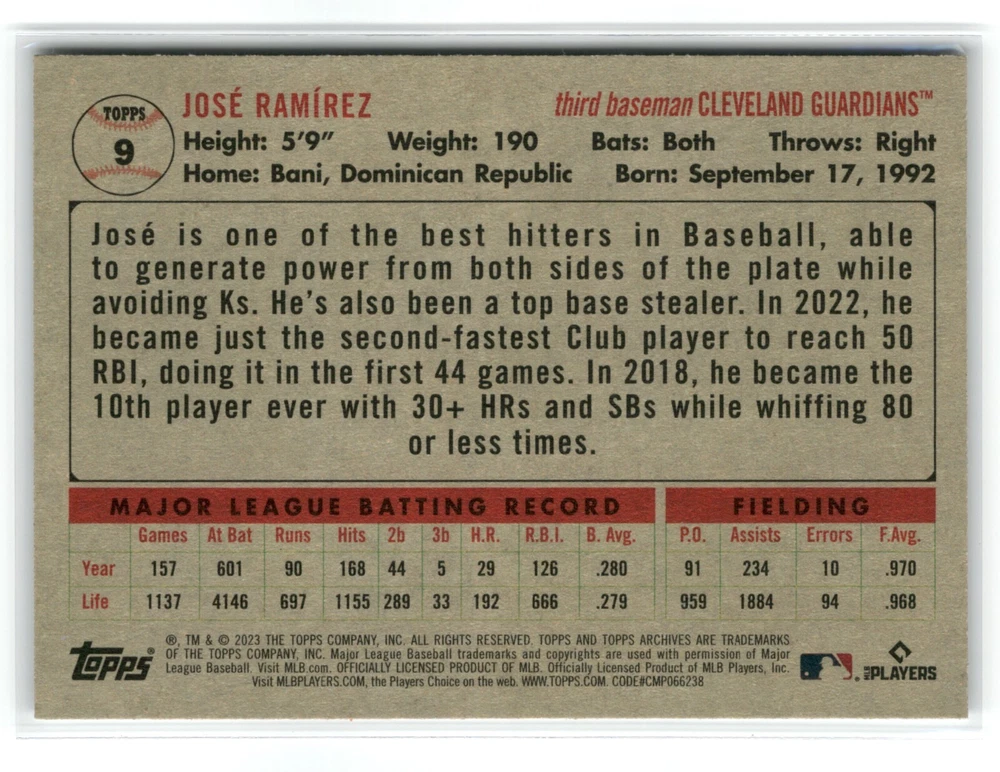 TOPPS
9
JOSÉ RAMÍREZ third baseman CLEVELAND GUARDIANS™
Height: 5'9" Weight: 190 Bats: Both Throws: Right
Home: Bani, Dominican Republic Born: September 17, 1992
José is one of the best hitters in Baseball, able
to generate power from both sides of the plate while
avoiding Ks. He's also been a top base stealer. In 2022, he
became just the second-fastest Club player to reach 50
RBI, doing it in the first 44 games. In 2018, he became the
10th player ever with 30+ HRs and SBs while whiffing 80
or less times.
MAJOR LEAGUE BATTING RECORD FIELDING
Games At Bat Runs Hits 2b 3b H.R. R.B.I. B. Avg. P.O. Assists Errors F.Avg.
Year 157 601 90 168 44 5 29 126 .280 91 234 10 .970
Life 1137 4146 697 1155 289 33 192 666 .279 959 1884 94 .968
®, TM & © 2023 THE TOPPS COMPANY, INC. ALL RIGHTS RESERVED. TOPPS AND TOPPS ARCHIVES ARE TRADEMARKS
OF THE TOPPS COMPANY, INC. Major League Baseball trademarks and copyrights are used with permission of Major
League Baseball. Visit MLB.com. OFFICIALLY LICENSED PRODUCT OF MLB. Officially Licensed Product of MLB Players, Inc.
Visit MLBPLAYERS.COM, the Players Choice on the web. WWW.TOPPS.COM. CODE#CMP066238
Topps®
MLB PLAYERS